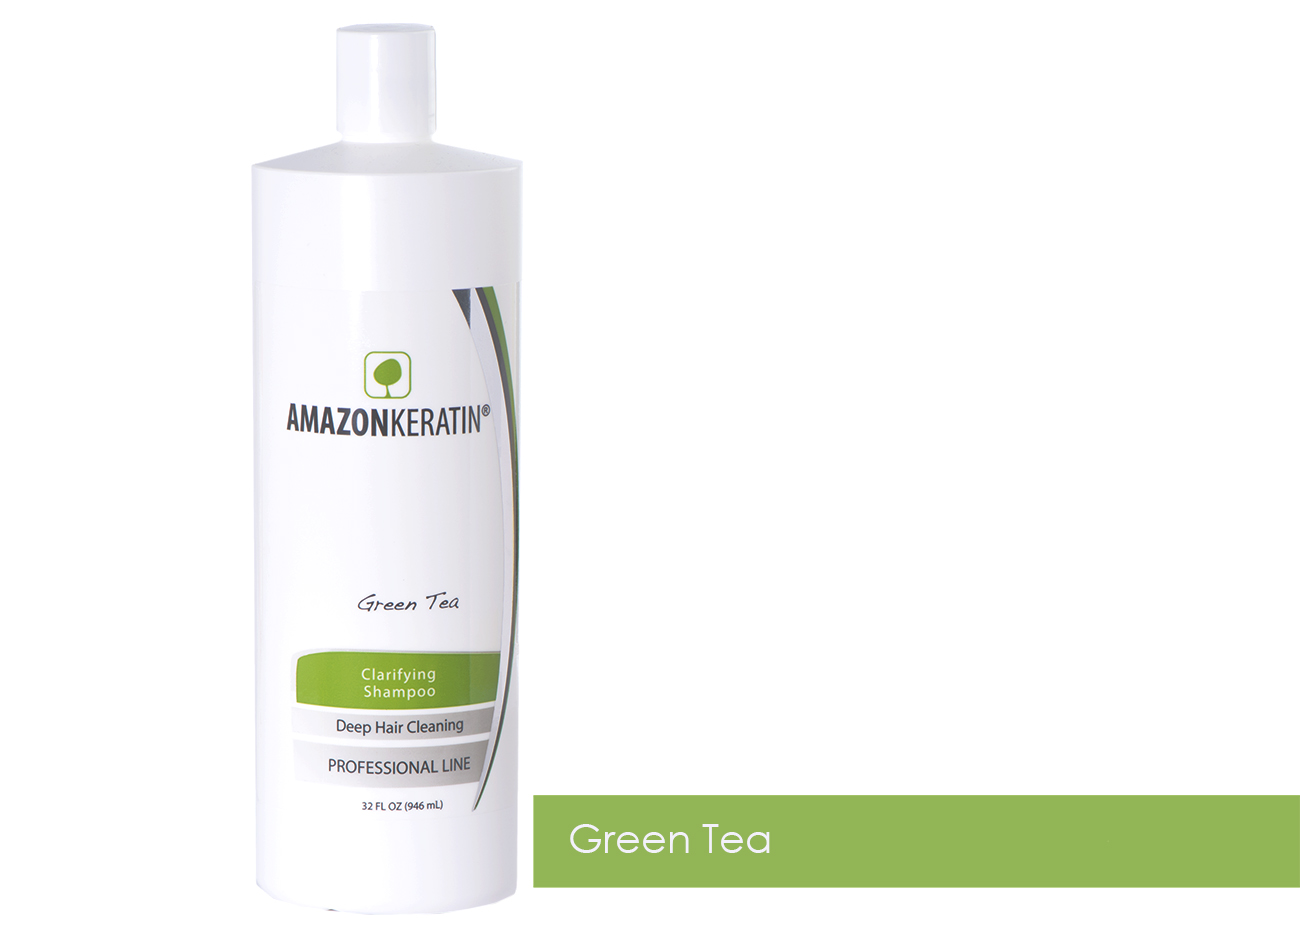 AMAZONKERATIN®
Green Tea
Clarifying
Shampoo
Deep Hair Cleaning
PROFESSIONAL LINE
32 FL OZ (946 mL)
Green Tea